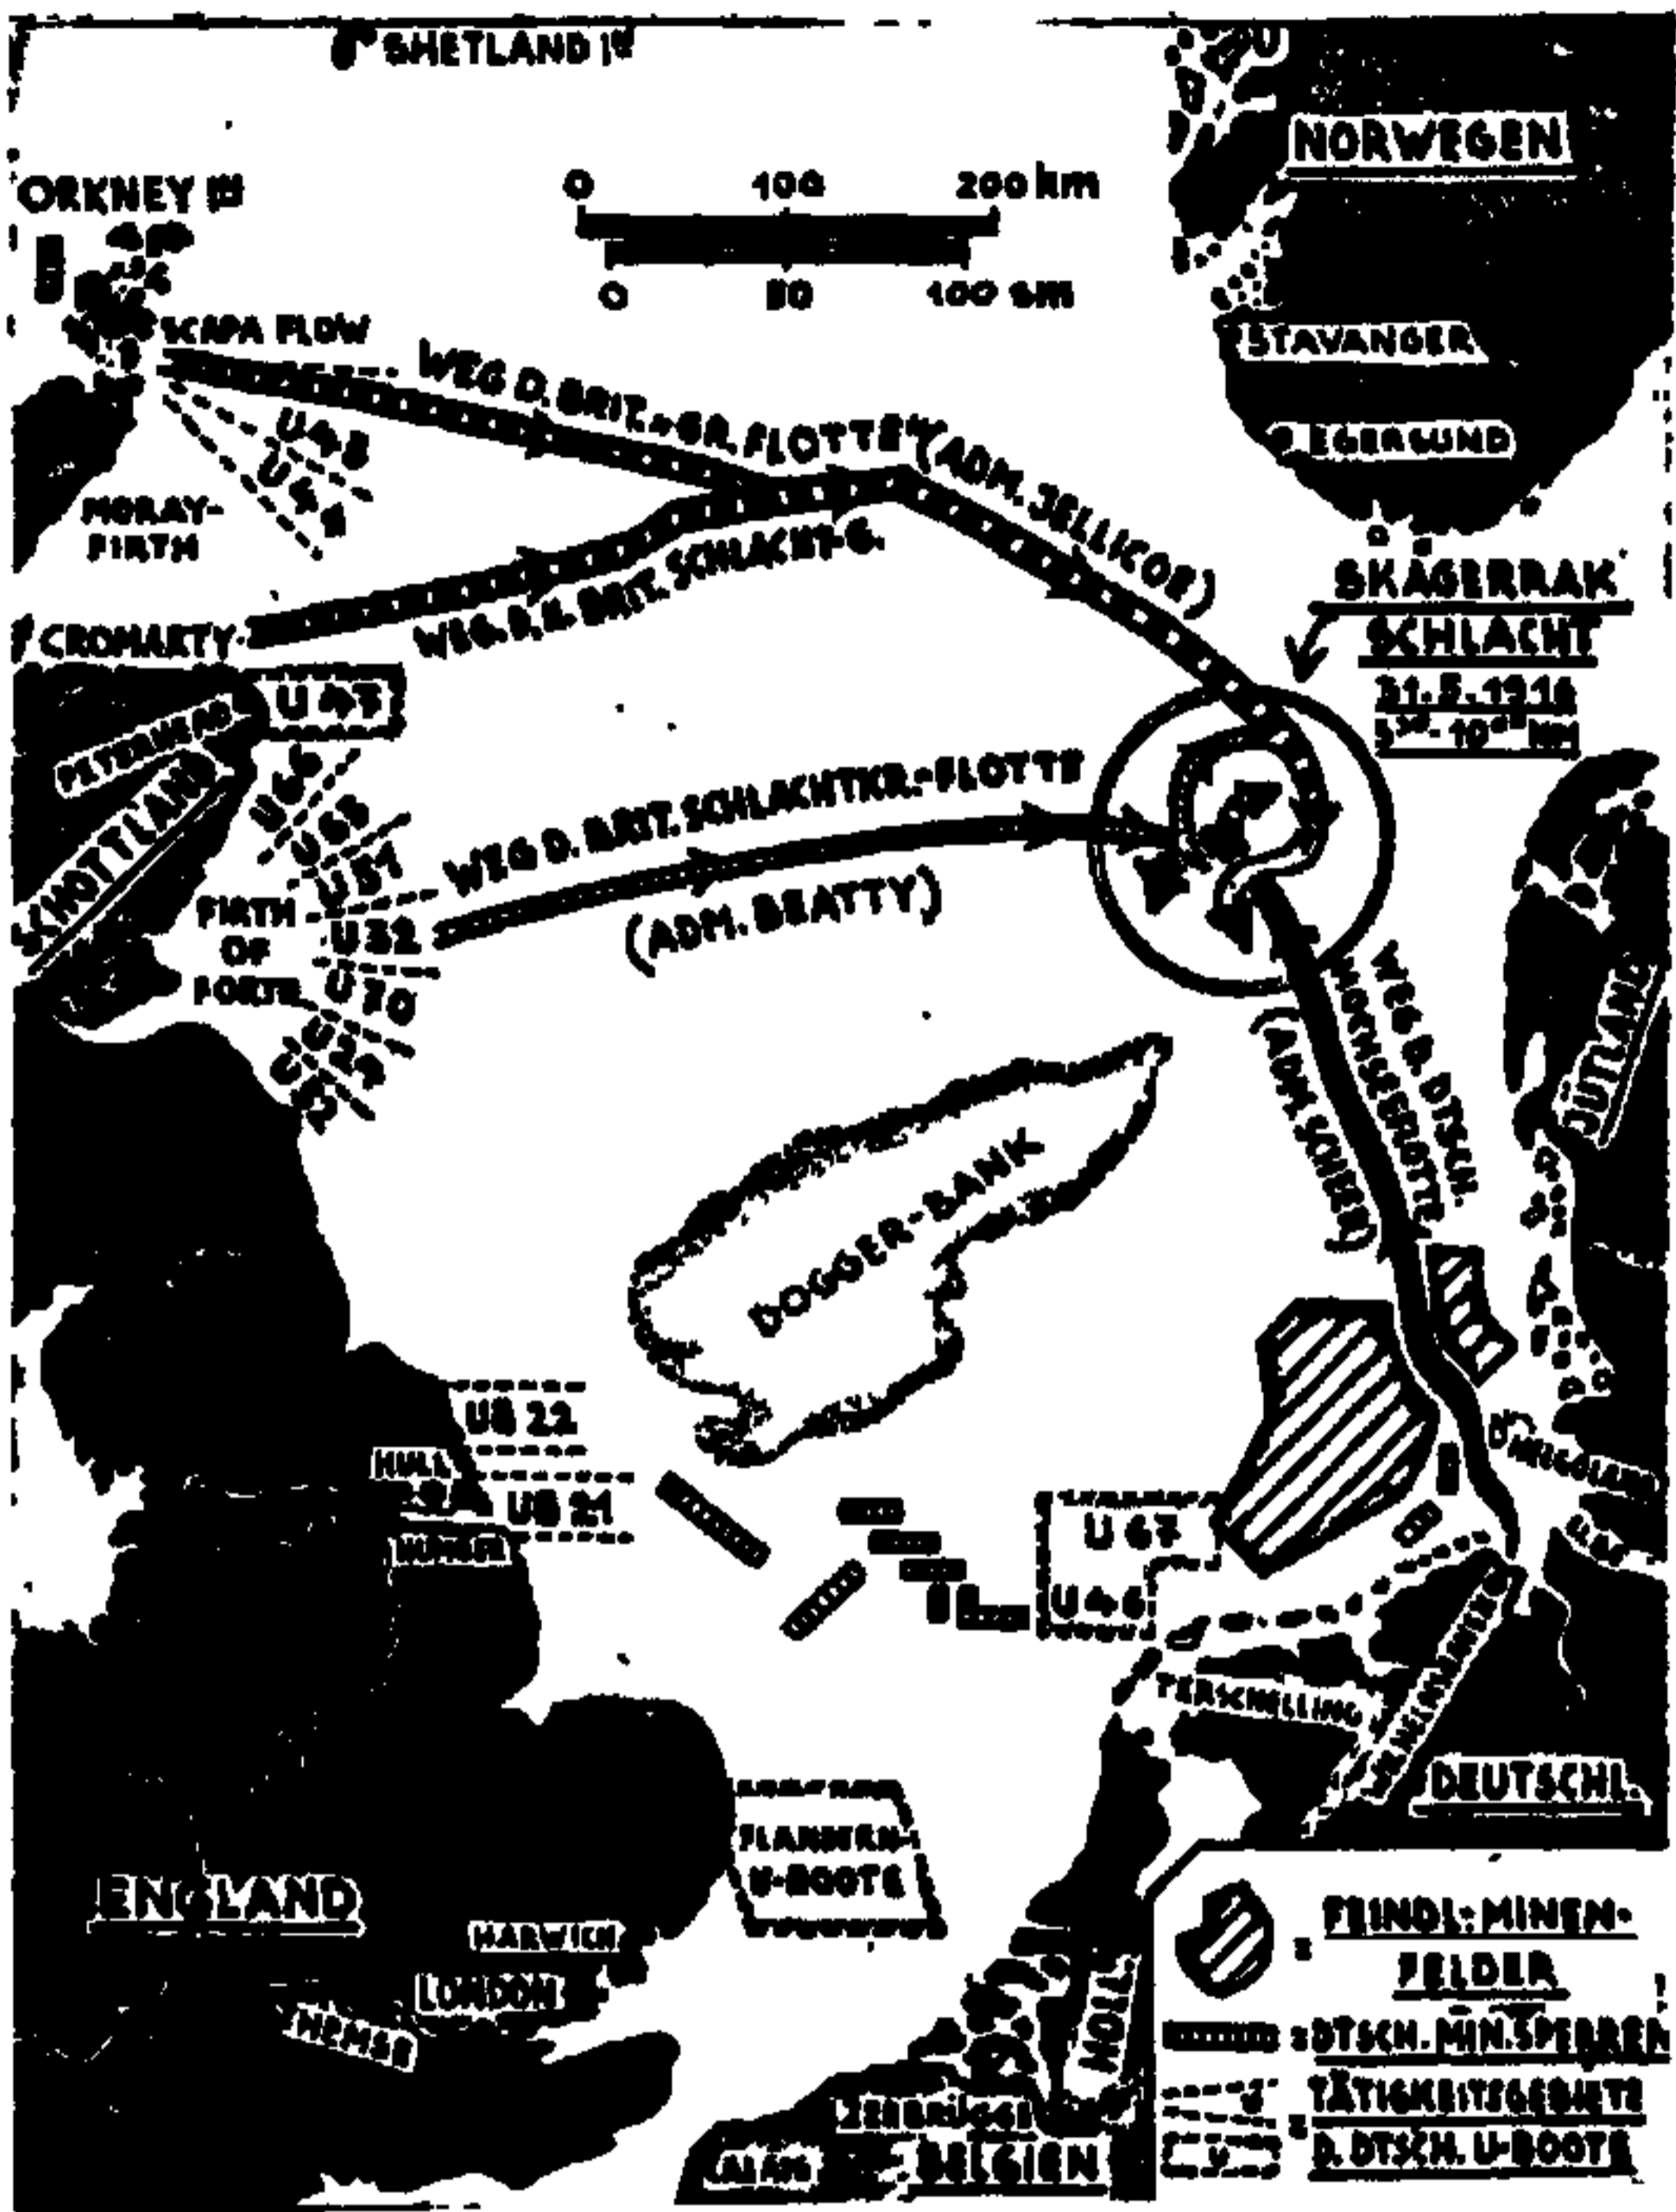 SHETLAND Iᴺ
NORWEGEN
ORKNEY
0 100 200 km
0 50 100 sm
SCAPA FLOW
STAVANGER
WEG D. BRIT. "GR. FLOTTE" (ADM. JELLICOE)
EGERSUND
U 43
U 44
MORAY-
FIRTH
SKAGERRAK
SCHLACHT
31.5.1916
CROMARTY
BRIT. SCHLACHT-G.
U 47
PETERHEAD
SCHOTTLAND
U 66
U 63
U 51
U 32
U 70
U 24
U 52
FIRTH
OF
FORTH
WEG D. BRIT. SCHLACHTKR.-FLOTTE
(ADM. BEATTY)
WEG D. DTSCH.
HOCHSEEFLOTTE
(ADM. SCHEER)
JÜTLAND
DOGGER-BANK
UB 22
HULL
UB 21
HUMBER
U 67
U 46
HELGOLAND
TERSCHELLING
WILHELMSHAVEN
DEUTSCHL.
FLANDERN-
U-BOOTE
ENGLAND
HARWICH
LONDON
HOLL.
ZEEBRÜGGE
BELGIEN
FEINDL. MINEN-
FELDER
= DTSCH. MIN. SPERREN
= TÄTIGKEITSGEBIETE
D. DTSCH. U-BOOTE